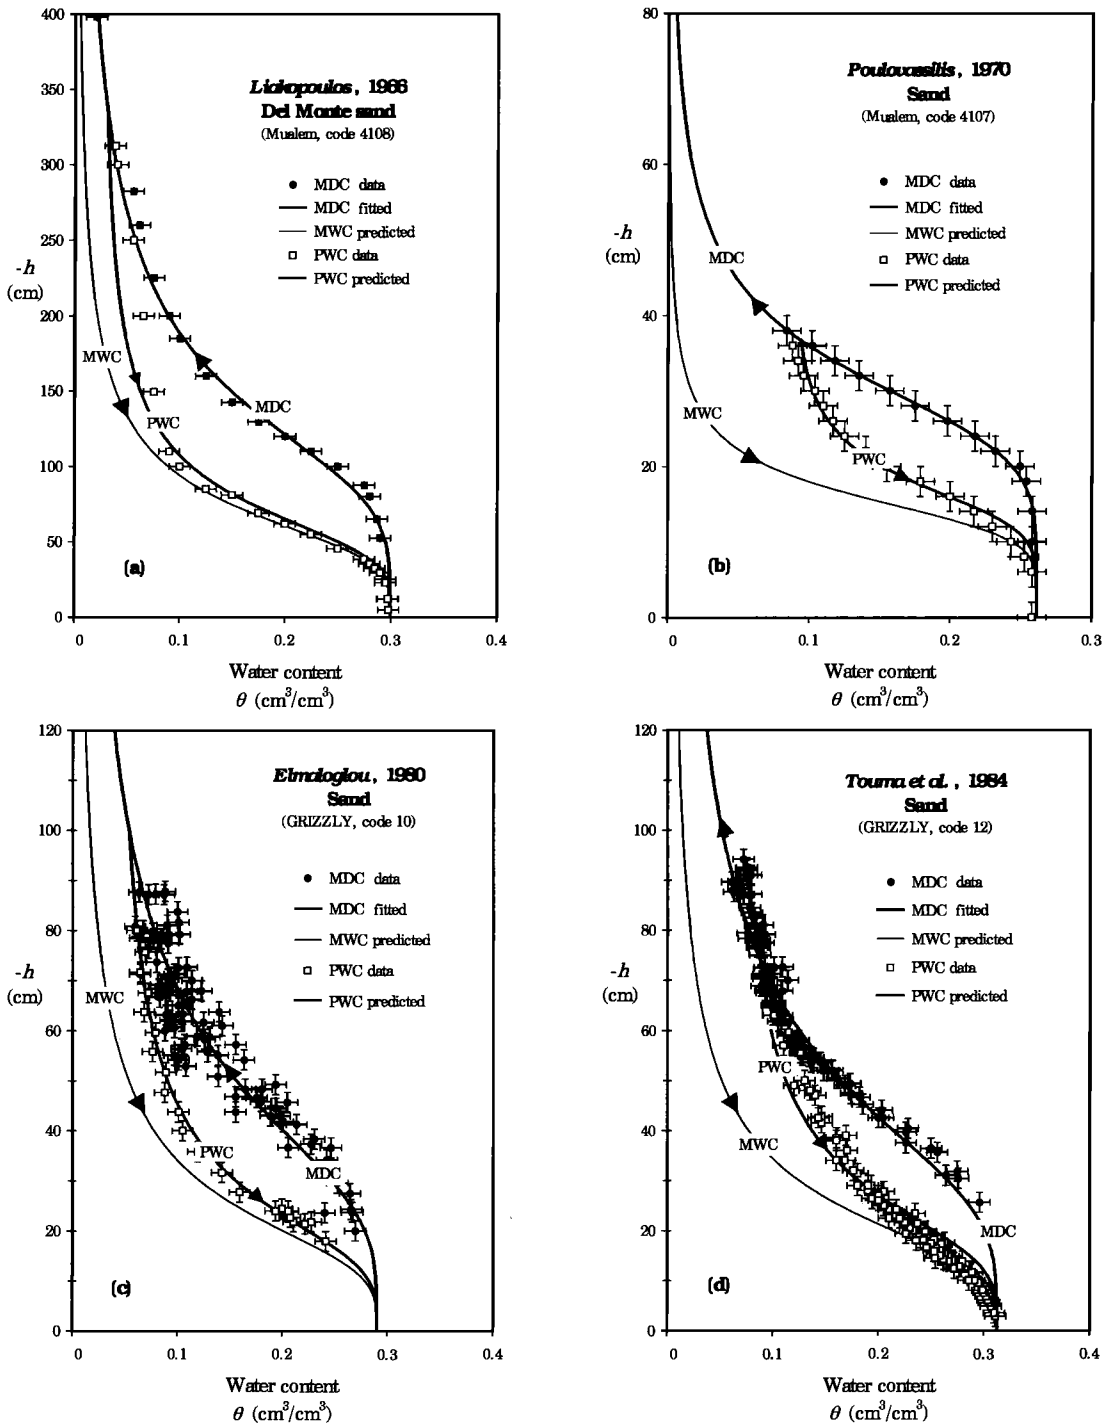 400
350
300
250
200
150
100
50
0
-h
(cm)
Liakopoulos, 1966
Del Monte sand
(Mualem, code 4108)
MDC data
MDC fitted
MWC predicted
PWC data
PWC predicted
MWC
PWC
MDC
(a)
0 0.1 0.2 0.3 0.4
Water content
θ (cm³/cm³)
80
60
40
20
0
-h
(cm)
Poulovassilis, 1970
Sand
(Mualem, code 4107)
MDC data
MDC fitted
MWC predicted
PWC data
PWC predicted
MDC
MWC
PWC
(b)
0 0.1 0.2 0.3
Water content
θ (cm³/cm³)
120
100
80
60
40
20
0
-h
(cm)
Elmaloglou, 1980
Sand
(GRIZZLY, code 10)
MDC data
MDC fitted
MWC predicted
PWC data
PWC predicted
MWC
PWC
MDC
(c)
0 0.1 0.2 0.3 0.4
Water content
θ (cm³/cm³)
120
100
80
60
40
20
0
-h
(cm)
Touma et al., 1984
Sand
(GRIZZLY, code 12)
MDC data
MDC fitted
MWC predicted
PWC data
PWC predicted
PWC
MWC
MDC
(d)
0 0.1 0.2 0.3 0.4
Water content
θ (cm³/cm³)